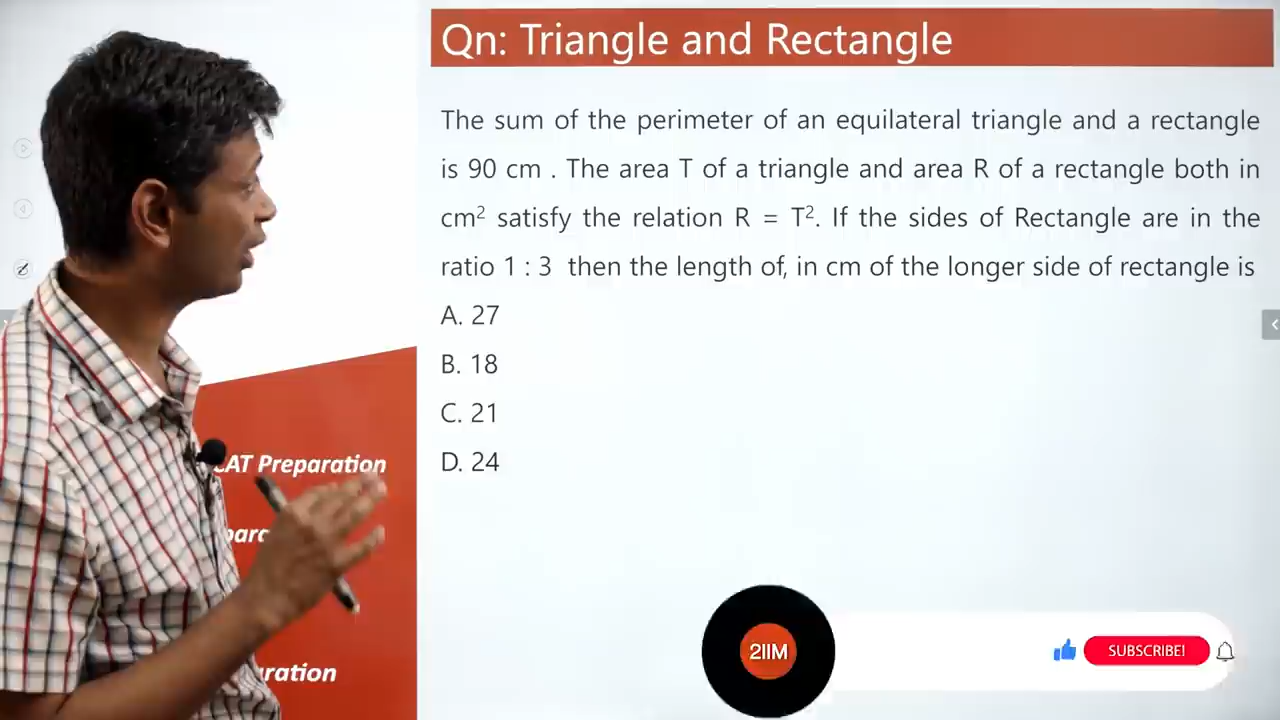 Qn: Triangle and Rectangle
The sum of the perimeter of an equilateral triangle and a rectangle
is 90 cm . The area T of a triangle and area R of a rectangle both in
cm² satisfy the relation R = T². If the sides of Rectangle are in the
ratio 1 : 3 then the length of, in cm of the longer side of rectangle is
A. 27
B. 18
C. 21
D. 24
CAT Preparation
2IIM
SUBSCRIBE!